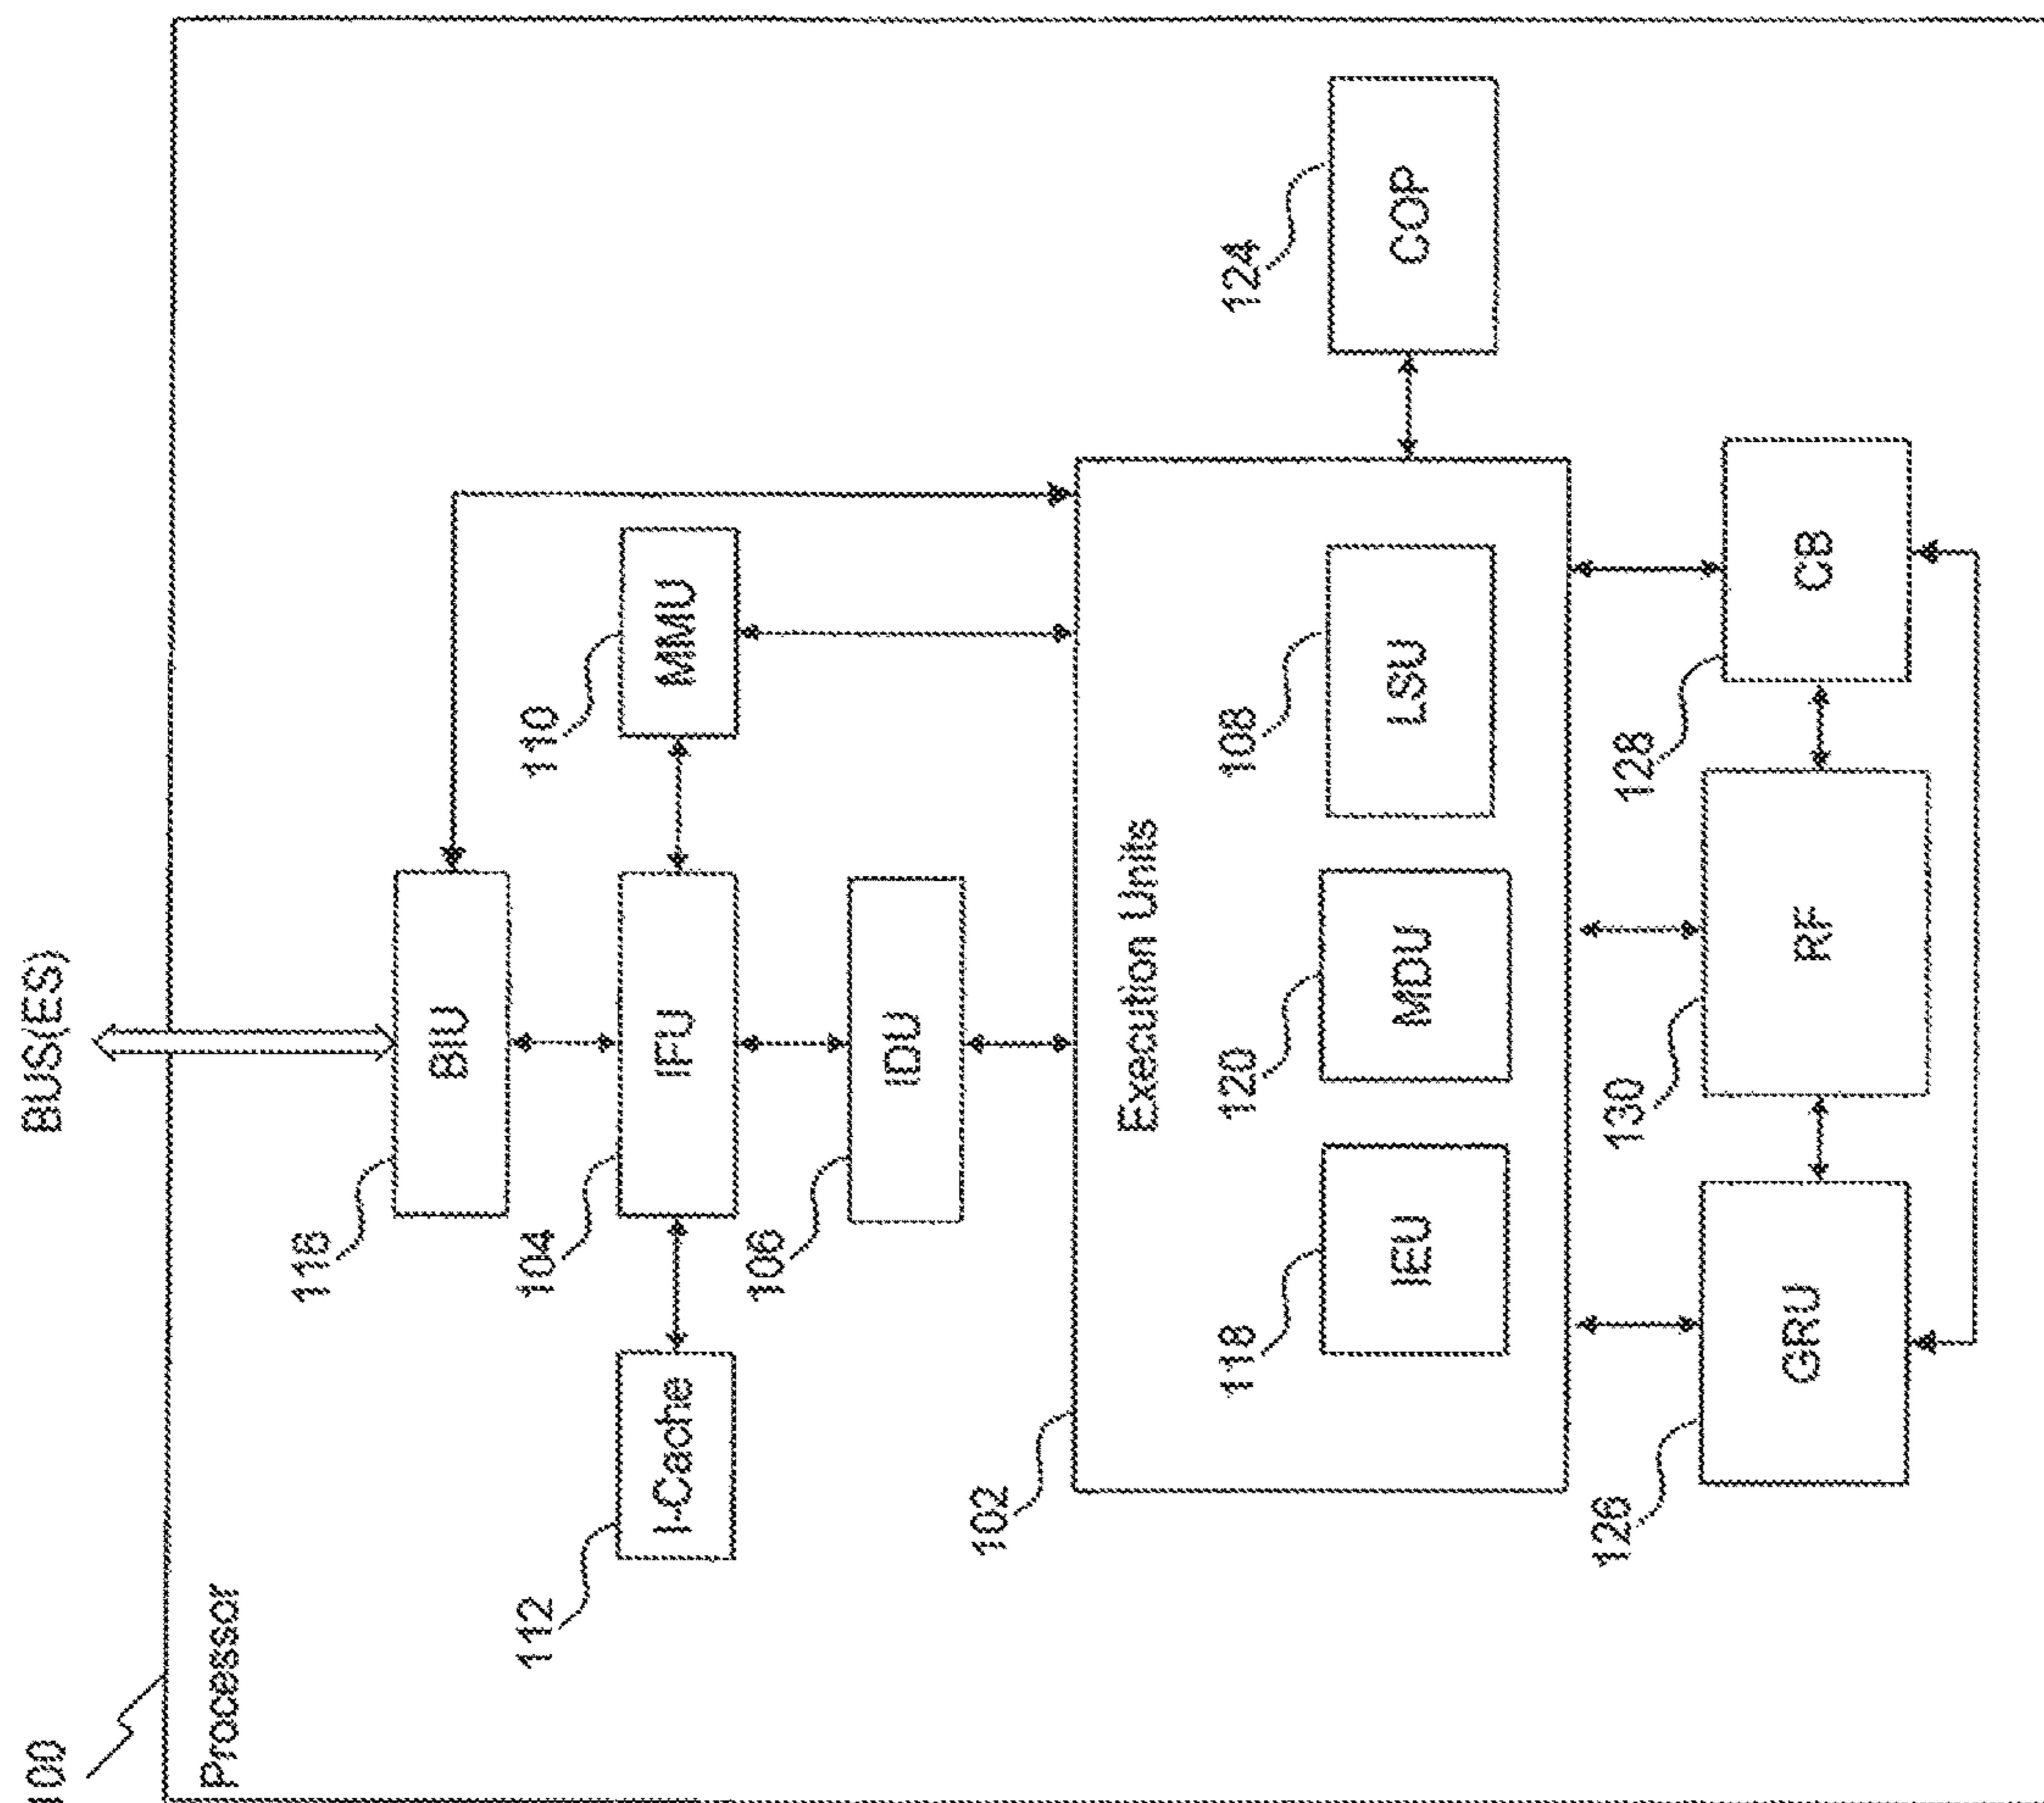 100
BUS(ES)
Processor
118
BIU
112
104
110
I-Cache
IFU
MMU
106
IDU
102
Execution Units
118
120
108
124
IEU
MDU
LSU
COP
126
130
128
GRU
RF
CB